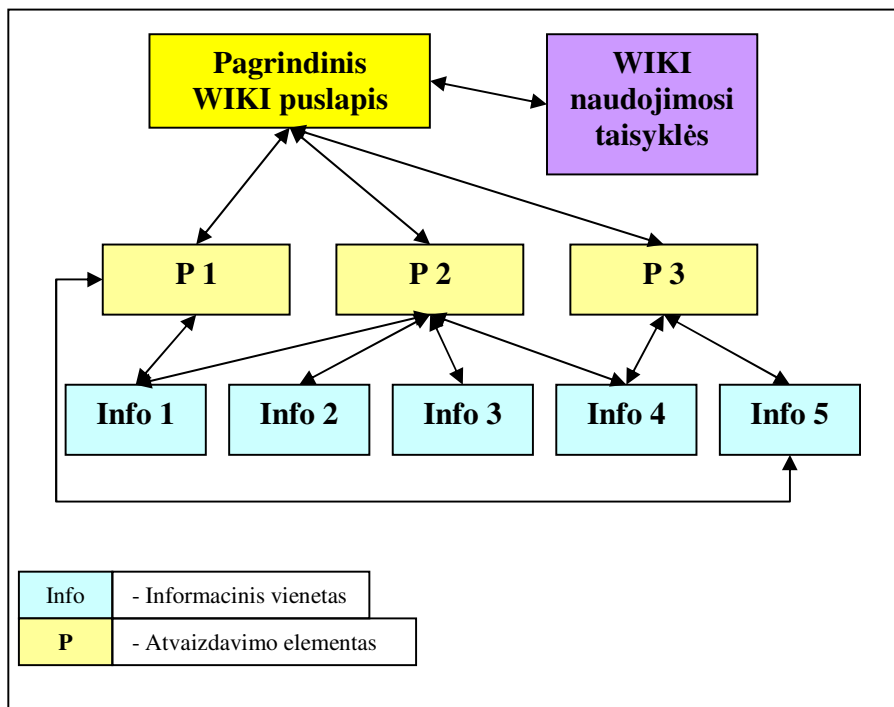 Pagrindinis
WIKI puslapis
WIKI
naudojimosi
taisyklės
P 1
P 2
P 3
Info 1
Info 2
Info 3
Info 4
Info 5
Info - Informacinis vienetas
P - Atvaizdavimo elementas